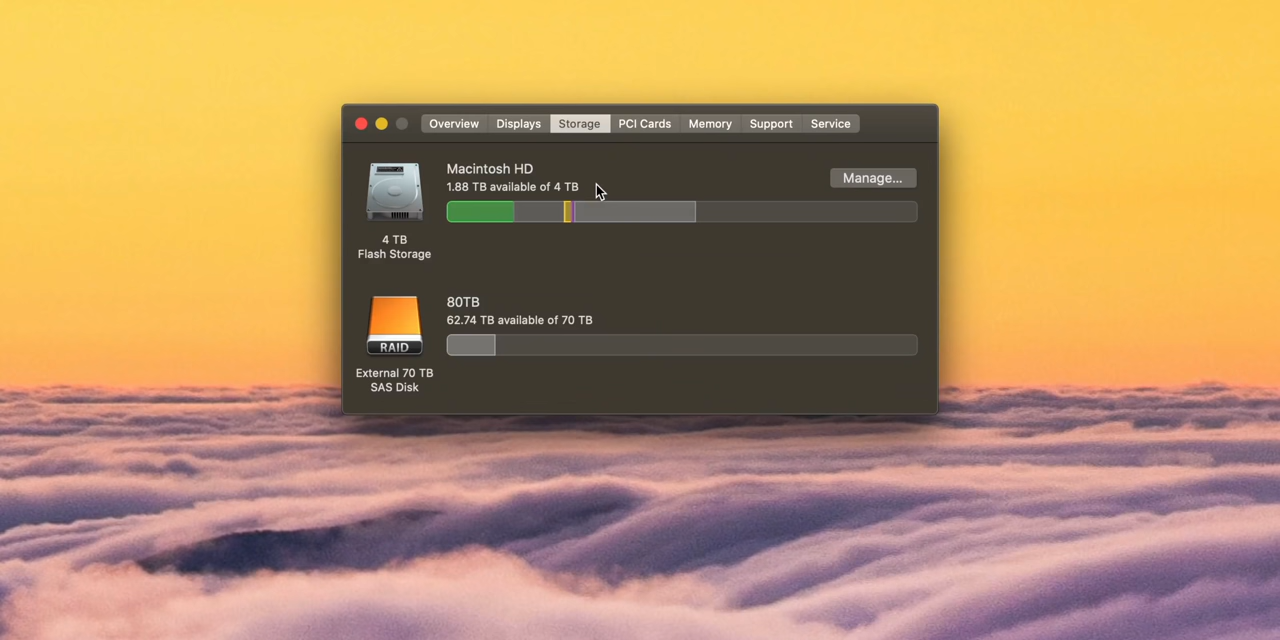 Overview Displays Storage PCI Cards Memory Support Service
Macintosh HD
1.88 TB available of 4 TB
Manage...
4 TB
Flash Storage
80TB
62.74 TB available of 70 TB
RAID
External 70 TB
SAS Disk